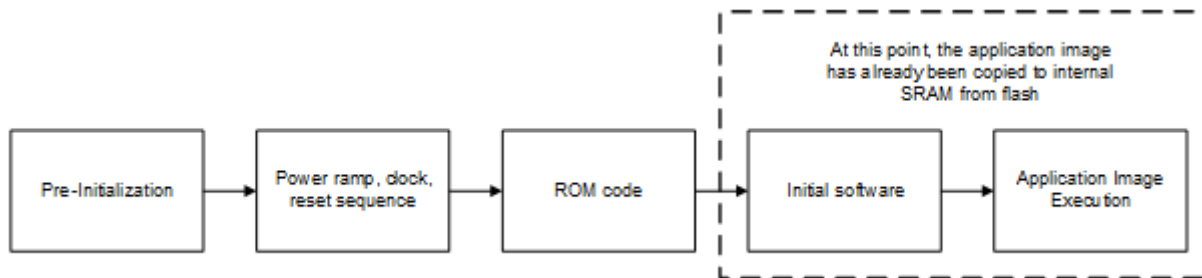 At this point, the application image
has already been copied to internal
SRAM from flash
Pre-Initialization
Power ramp, clock,
reset sequence
ROM code
Initial software
Application Image
Execution